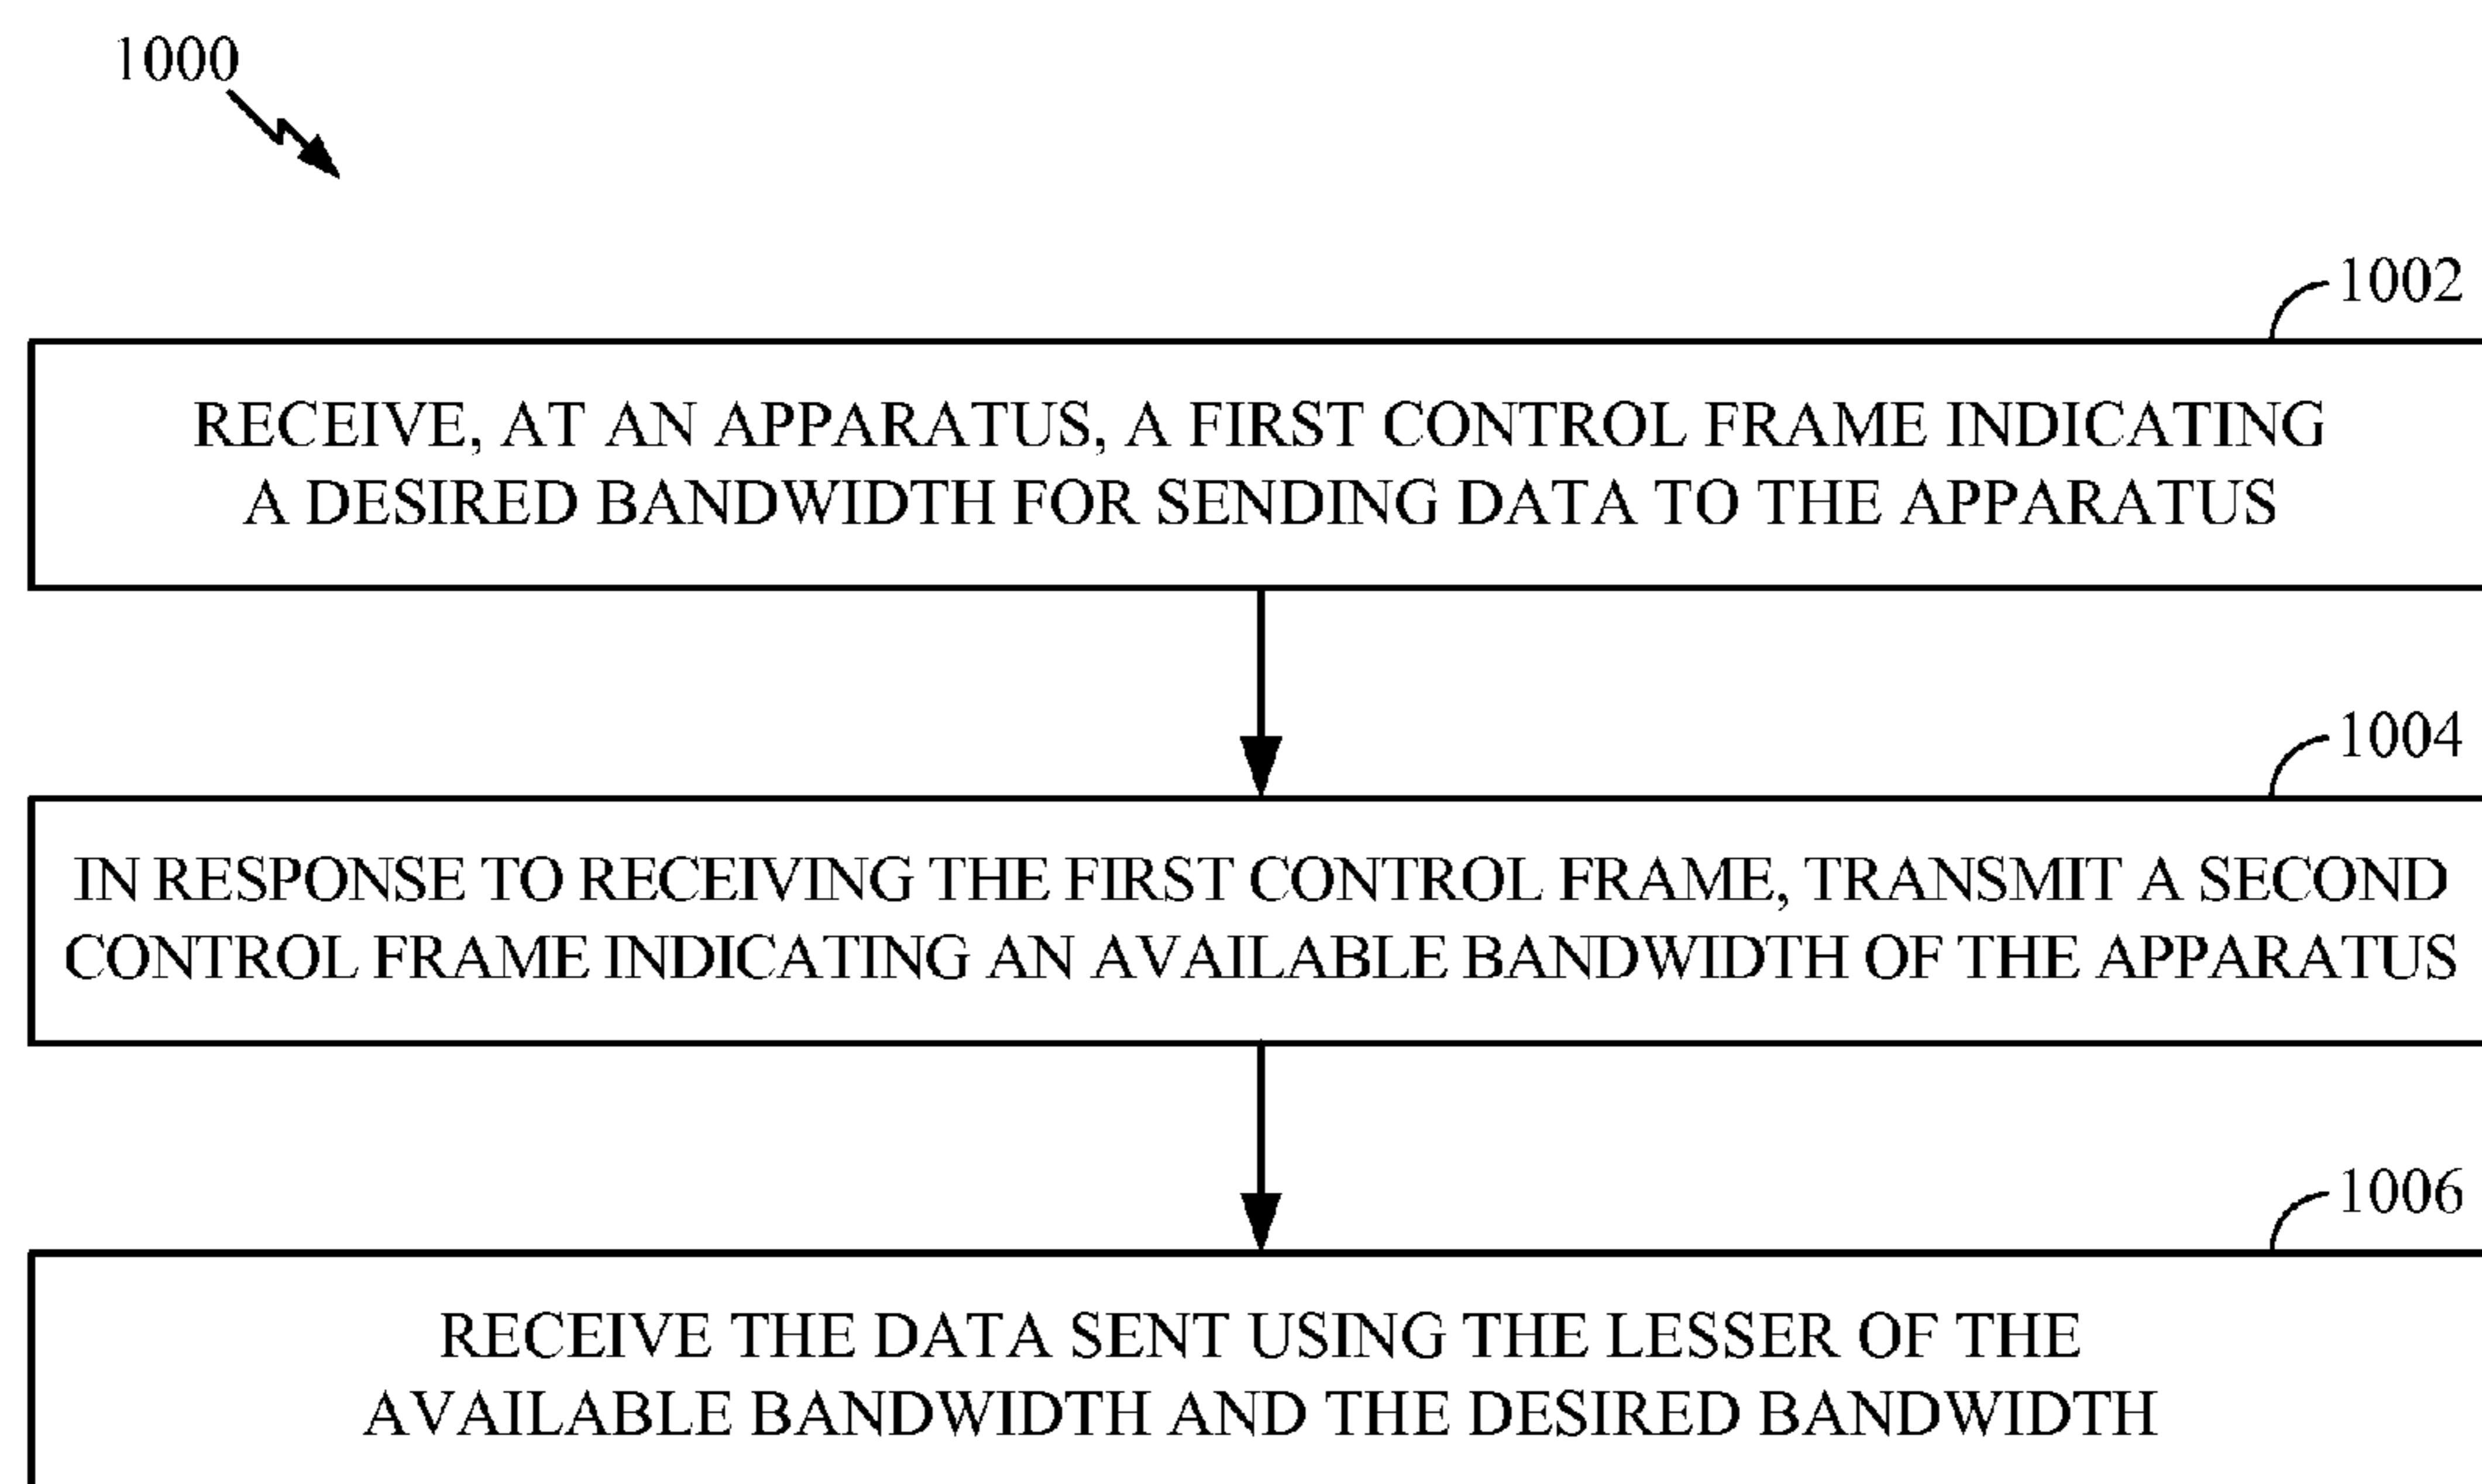 1000
1002
RECEIVE, AT AN APPARATUS, A FIRST CONTROL FRAME INDICATING
A DESIRED BANDWIDTH FOR SENDING DATA TO THE APPARATUS
1004
IN RESPONSE TO RECEIVING THE FIRST CONTROL FRAME, TRANSMIT A SECOND
CONTROL FRAME INDICATING AN AVAILABLE BANDWIDTH OF THE APPARATUS
1006
RECEIVE THE DATA SENT USING THE LESSER OF THE
AVAILABLE BANDWIDTH AND THE DESIRED BANDWIDTH